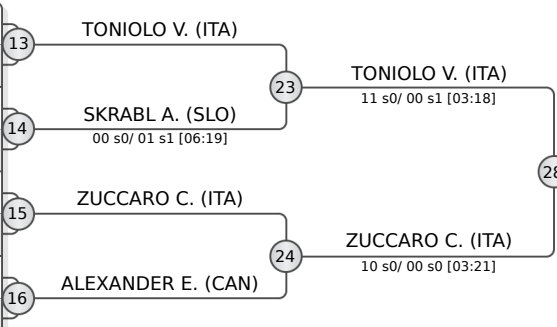 TONIOLO V. (ITA)
13
23
TONIOLO V. (ITA)
11 s0/ 00 s1 [03:18]
SKRABL A. (SLO)
14
00 s0/ 01 s1 [06:19]
28
ZUCCARO C. (ITA)
15
24
ZUCCARO C. (ITA)
10 s0/ 00 s0 [03:21]
ALEXANDER E. (CAN)
16